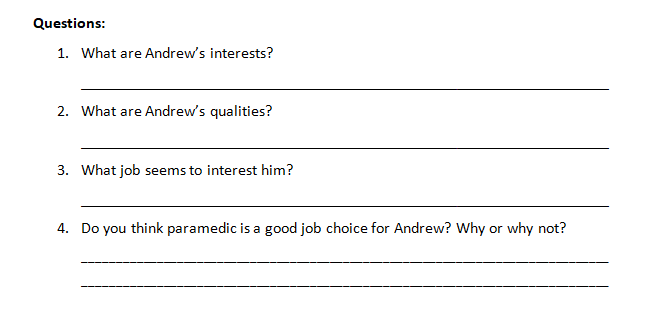 Questions:
1. What are Andrew's interests?
2. What are Andrew's qualities?
3. What job seems to interest him?
4. Do you think paramedic is a good job choice for Andrew? Why or why not?